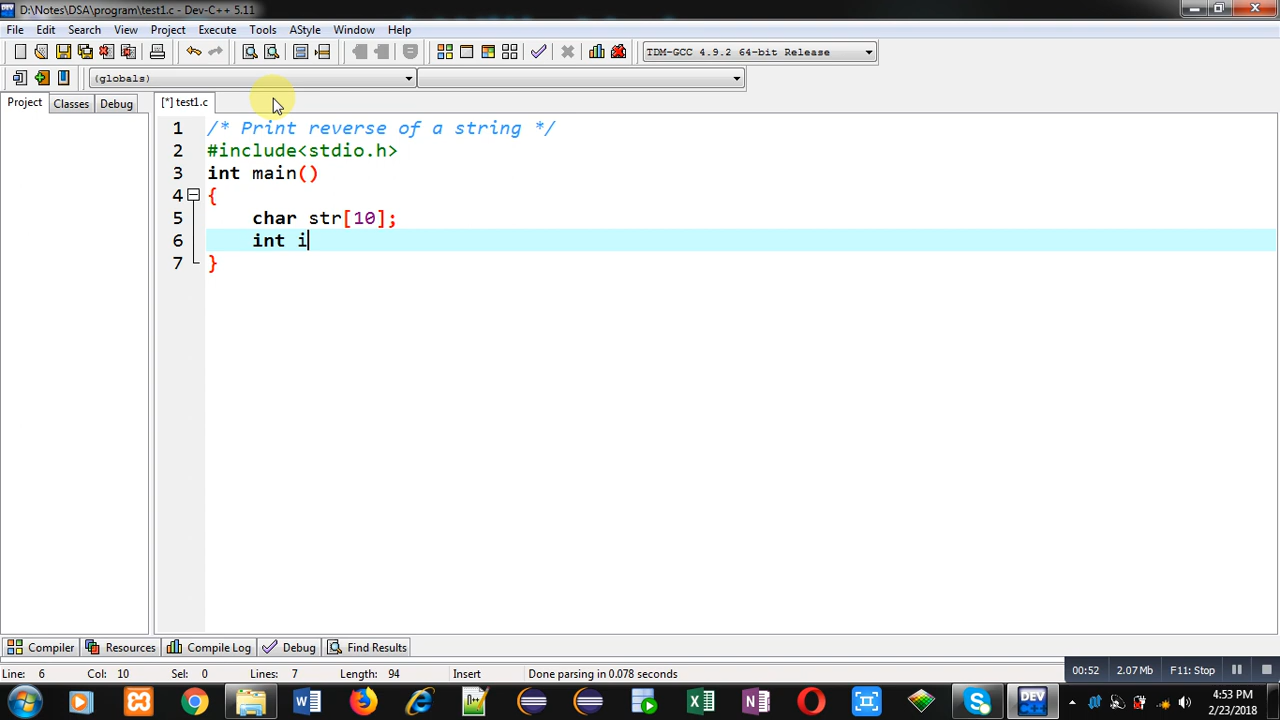 D:\Notes\DSA\program\test1.c - Dev-C++ 5.11
File Edit Search View Project Execute Tools AStyle Window Help
TDM-GCC 4.9.2 64-bit Release
(globals)
Project Classes Debug [*] test1.c
1 /* Print reverse of a string */
2 #include<stdio.h>
3 int main()
4 {
5 char str[10];
6 int i
7 }
Compiler Resources Compile Log Debug Find Results
Line: 6 Col: 10 Sel: 0 Lines: 7 Length: 94 Insert Done parsing in 0.078 seconds
00:52 2.07 Mb F11: Stop
DEV
4:53 PM
2/23/2018